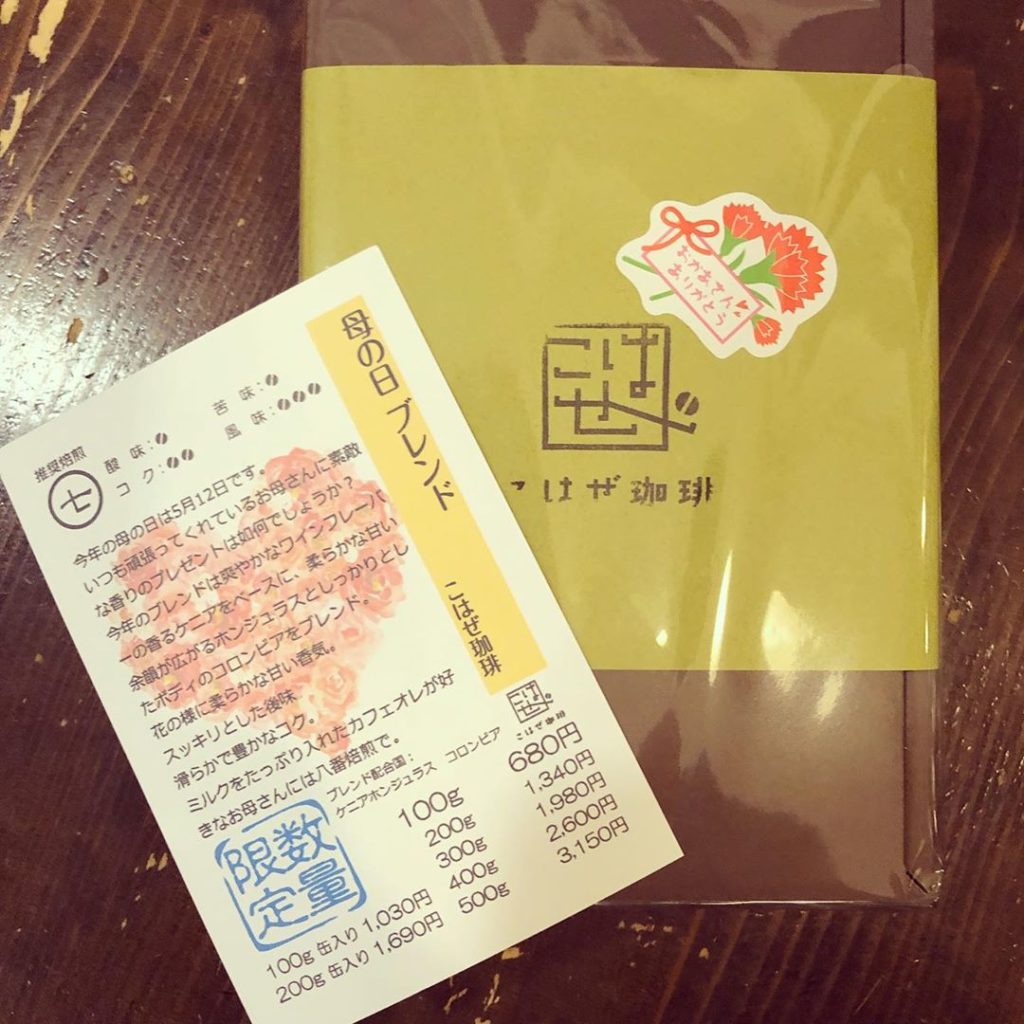 おかあさん
ありがとう
こはぜ
こはぜ珈琲
母の日 ブレンド
こはぜ珈琲
こはぜ
こはぜ珈琲
推奨焙煎
七
酸 味：
コ ク：
苦 味：
風 味：
今年の母の日は5月12日です。
いつも頑張ってくれているお母さんに素敵
な香りのプレゼントは如何でしょうか？
今年のブレンドは爽やかなワインフレーバ
ーの香るケニアをベースに、柔らかな甘い
余韻が広がるホンジュラスとしっかりとし
たボディのコロンビアをブレンド。
花の様に柔らかな甘い香気。
スッキリとした後味
滑らかで豊かなコク。
ミルクをたっぷり入れたカフェオレが好
きなお母さんには八番焙煎で。
ブレンド配合国：
ケニアホンジュラス コロンビア
100g 680円
200g 1,340円
300g 1,980円
400g 2,600円
500g 3,150円
数量
限定
100g 缶入り 1,030円
200g 缶入り 1,690円